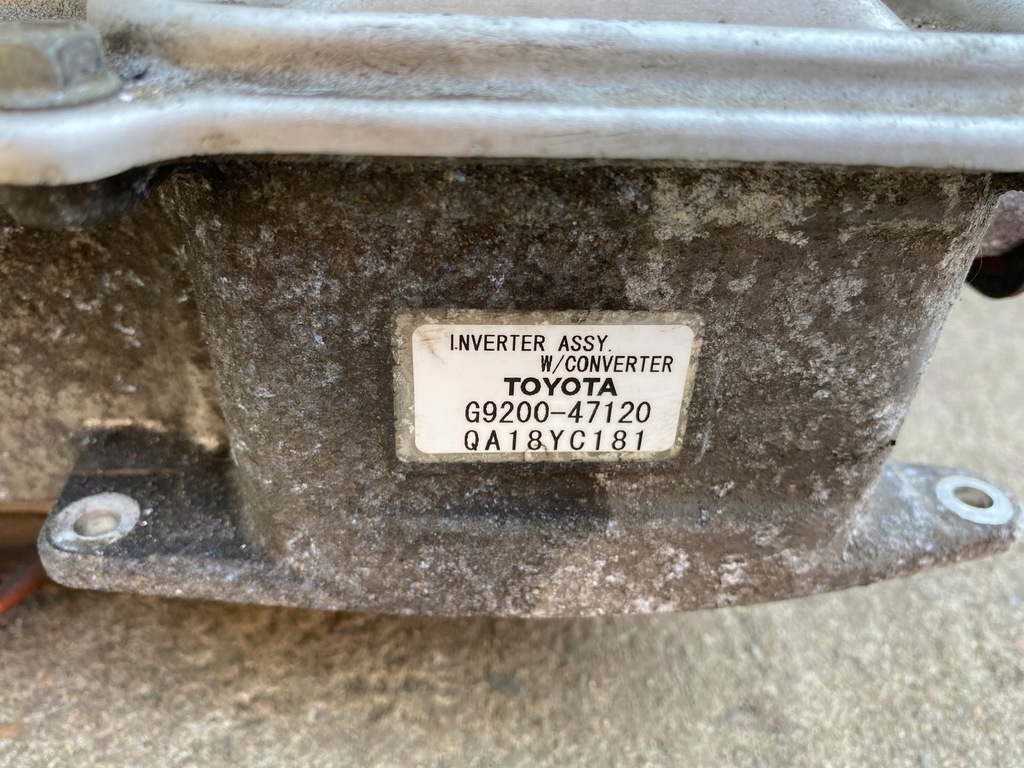 INVERTER ASSY.
W/CONVERTER
TOYOTA
G9200-47120
QA18YC181